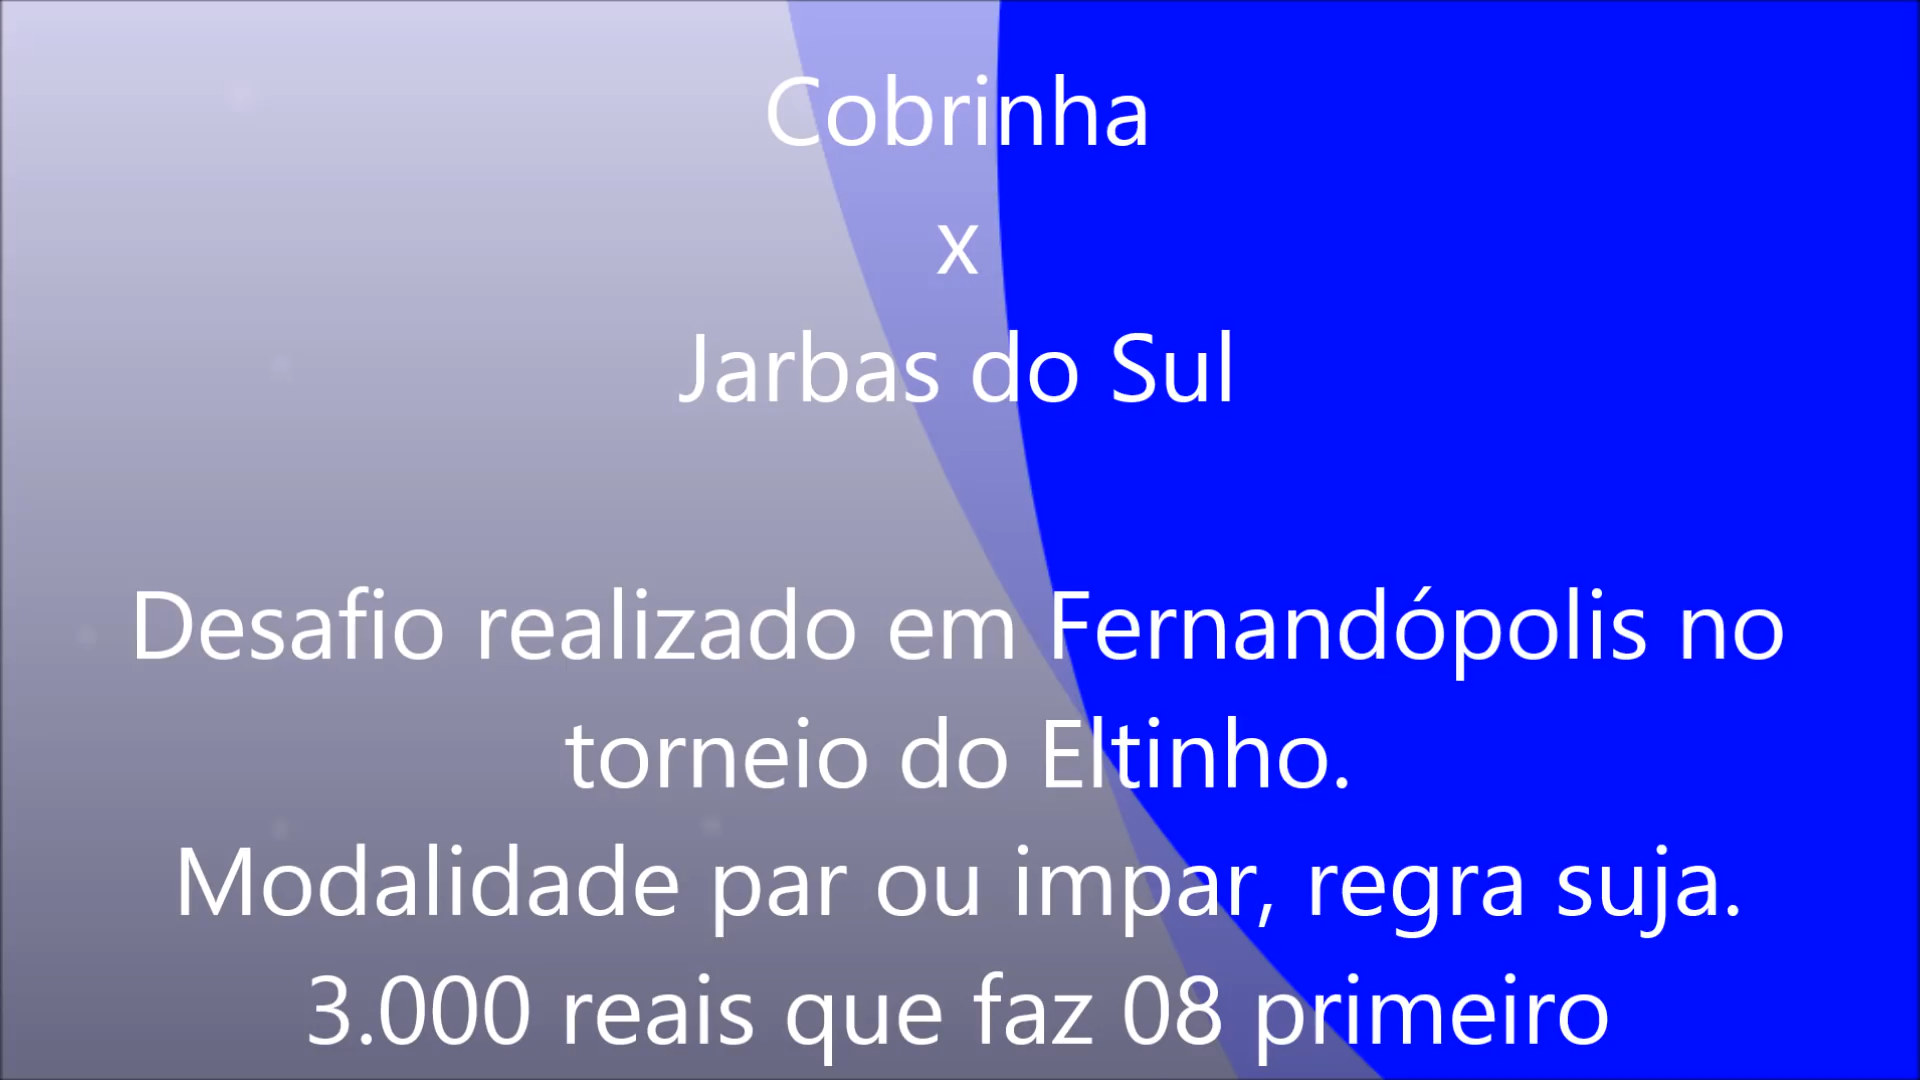 Cobrinha
x
Jarbas do Sul
Desafio realizado em Fernandópolis no
torneio do Eltinho.
Modalidade par ou impar, regra suja.
3.000 reais que faz 08 primeiro